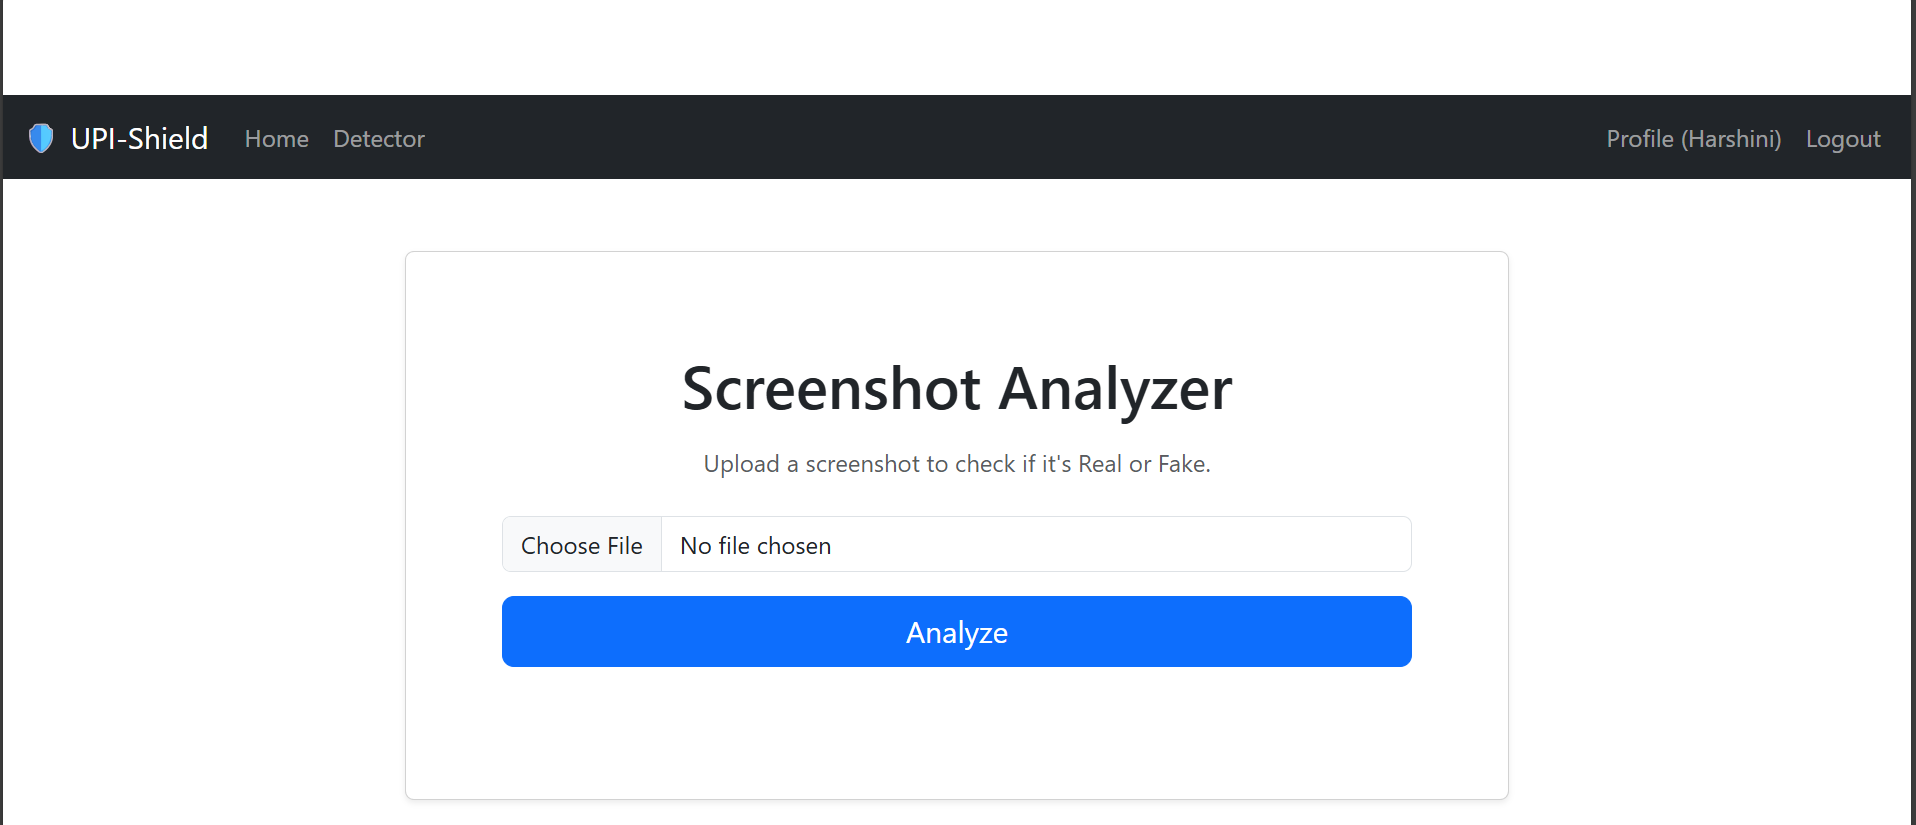 UPI-Shield Home Detector Profile (Harshini) Logout
Screenshot Analyzer
Upload a screenshot to check if it's Real or Fake.
Choose File No file chosen
Analyze